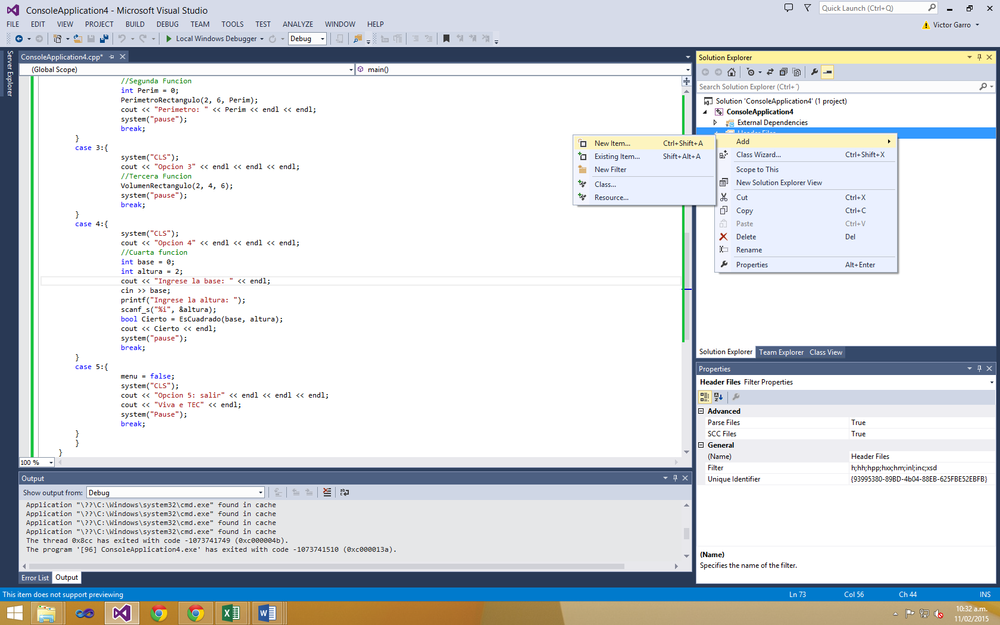 ConsoleApplication4 - Microsoft Visual Studio
Quick Launch (Ctrl+Q)
FILE EDIT VIEW PROJECT BUILD DEBUG TEAM TOOLS TEST ANALYZE WINDOW HELP
Victor Garro
Local Windows Debugger
Debug
Server Explorer
ConsoleApplication4.cpp*
(Global Scope)
main()
//Segunda Funcion
int Perim = 0;
PerimetroRectangulo(2, 6, Perim);
cout << "Perimetro: " << Perim << endl << endl;
system("pause");
break;
}
case 3:{
system("CLS");
cout << "Opcion 3" << endl << endl << endl;
//Tercera Funcion
VolumenRectangulo(2, 4, 6);
system("pause");
break;
}
case 4:{
system("CLS");
cout << "Opcion 4" << endl << endl << endl;
//Cuarta funcion
int base = 0;
int altura = 2;
cout << "Ingrese la base: " << endl;
cin >> base;
printf("Ingrese la altura: ");
scanf_s("%i", &altura);
bool Cierto = EsCuadrado(base, altura);
cout << Cierto << endl;
system("pause");
break;
}
case 5:{
menu = false;
system("CLS");
cout << "Opcion 5: salir" << endl << endl << endl;
cout << "Viva e TEC" << endl;
system("Pause");
break;
}
}
}
100 %
Output
Show output from: Debug
Application "\??\C:\Windows\system32\cmd.exe" found in cache
Application "\??\C:\Windows\system32\cmd.exe" found in cache
Application "\??\C:\Windows\system32\cmd.exe" found in cache
Application "\??\C:\Windows\system32\cmd.exe" found in cache
The thread 0x8cc has exited with code -1073741749 (0xc000004b).
The program '[96] ConsoleApplication4.exe' has exited with code -1073741510 (0xc000013a).
Error List Output
Solution Explorer
Search Solution Explorer (Ctrl+´)
Solution 'ConsoleApplication4' (1 project)
ConsoleApplication4
External Dependencies
Header Files
New Item... Ctrl+Shift+A
Existing Item... Shift+Alt+A
New Filter
Class...
Resource...
Add
Class Wizard... Ctrl+Shift+X
Scope to This
New Solution Explorer View
Cut Ctrl+X
Copy Ctrl+C
Paste Ctrl+V
Delete Del
Rename
Properties Alt+Enter
Solution Explorer Team Explorer Class View
Properties
Header Files Filter Properties
Advanced
Parse Files True
SCC Files True
General
(Name) Header Files
Filter h;hh;hpp;hxx;hm;inl;inc;xsd
Unique Identifier {93995380-89BD-4b04-88EB-625FBE52EBFB}
(Name)
Specifies the name of the filter.
This item does not support previewing
Ln 73 Col 56 Ch 44 INS
10:32 a.m.
11/02/2015